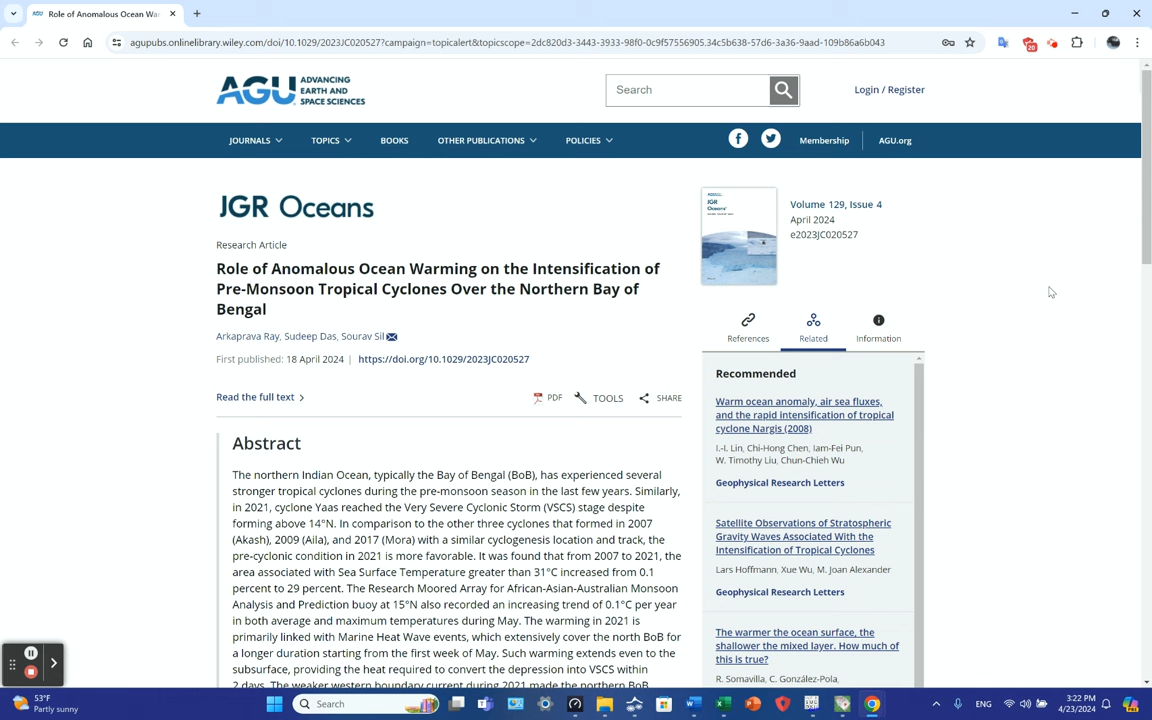 AGU Role of Anomalous Ocean Wa
agupubs.onlinelibrary.wiley.com/doi/10.1029/2023JC020527?campaign=topicalert&topicscope=2dc820d3-3443-3933-98f0-0c9f57556905.34c5b638-57d6-3a36-9aad-109b86a6b043
20
AGU ADVANCING EARTH AND SPACE SCIENCES
Search
Login / Register
JOURNALS TOPICS BOOKS OTHER PUBLICATIONS POLICIES Membership AGU.org
JGR Oceans
Research Article
Role of Anomalous Ocean Warming on the Intensification of
Pre-Monsoon Tropical Cyclones Over the Northern Bay of
Bengal
Arkaprava Ray, Sudeep Das, Sourav Sil
First published: 18 April 2024 | https://doi.org/10.1029/2023JC020527
Read the full text PDF TOOLS SHARE
Abstract
The northern Indian Ocean, typically the Bay of Bengal (BoB), has experienced several
stronger tropical cyclones during the pre-monsoon season in the last few years. Similarly,
in 2021, cyclone Yaas reached the Very Severe Cyclonic Storm (VSCS) stage despite
forming above 14°N. In comparison to the other three cyclones that formed in 2007
(Akash), 2009 (Aila), and 2017 (Mora) with a similar cyclogenesis location and track, the
pre-cyclonic condition in 2021 is more favorable. It was found that from 2007 to 2021, the
area associated with Sea Surface Temperature greater than 31°C increased from 0.1
percent to 29 percent. The Research Moored Array for African-Asian-Australian Monsoon
Analysis and Prediction buoy at 15°N also recorded an increasing trend of 0.1°C per year
in both average and maximum temperatures during May. The warming in 2021 is
primarily linked with Marine Heat Wave events, which extensively cover the north BoB for
a longer duration starting from the first week of May. Such warming extends even to the
subsurface, providing the heat required to convert the depression into VSCS within
2 days. The weaker western boundary current during 2021 made the northern BoB
JGR
Oceans
Volume 129, Issue 4
April 2024
e2023JC020527
References Related Information
Recommended
Warm ocean anomaly, air sea fluxes,
and the rapid intensification of tropical
cyclone Nargis (2008)
I.-I. Lin, Chi-Hong Chen, Iam-Fei Pun,
W. Timothy Liu, Chun-Chieh Wu
Geophysical Research Letters
Satellite Observations of Stratospheric
Gravity Waves Associated With the
Intensification of Tropical Cyclones
Lars Hoffmann, Xue Wu, M. Joan Alexander
Geophysical Research Letters
The warmer the ocean surface, the
shallower the mixed layer. How much of
this is true?
R. Somavilla, C. González-Pola,
53°F
Partly sunny
Search
ENG
3:22 PM
4/23/2024